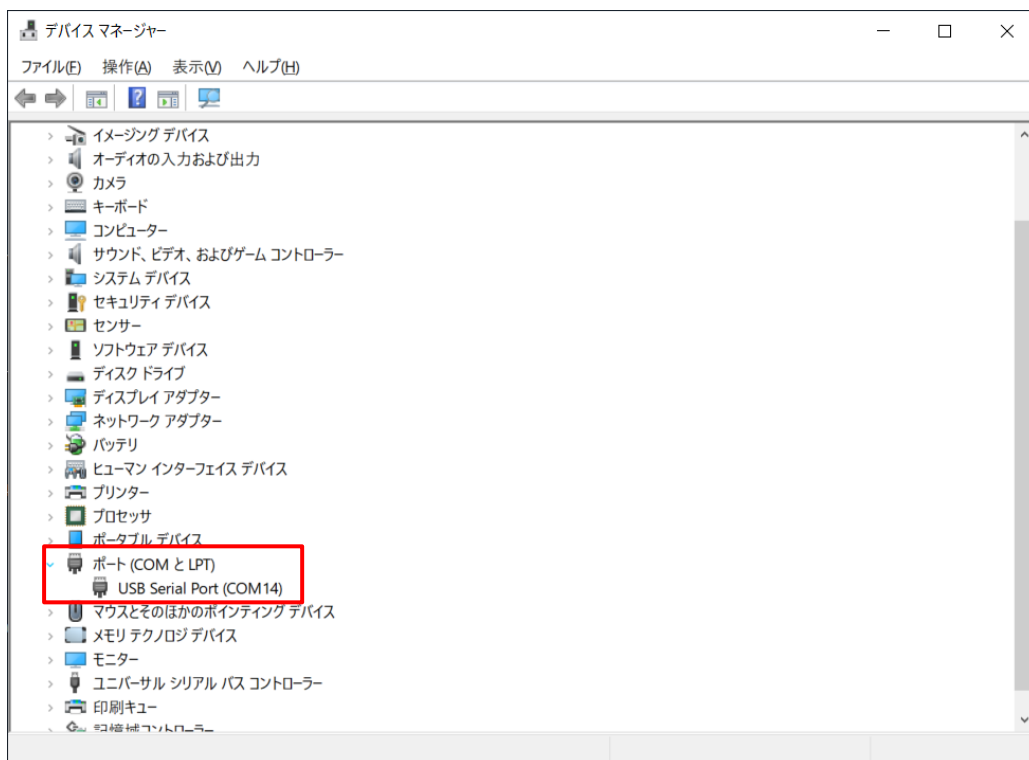 デバイス マネージャー
ファイル(F) 操作(A) 表示(V) ヘルプ(H)
イメージング デバイス
オーディオの入力および出力
カメラ
キーボード
コンピューター
サウンド、ビデオ、およびゲーム コントローラー
システム デバイス
セキュリティ デバイス
センサー
ソフトウェア デバイス
ディスク ドライブ
ディスプレイ アダプター
ネットワーク アダプター
バッテリ
ヒューマン インターフェイス デバイス
プリンター
プロセッサ
ポータブル デバイス
ポート (COM と LPT)
USB Serial Port (COM14)
マウスとそのほかのポインティング デバイス
メモリ テクノロジ デバイス
モニター
ユニバーサル シリアル バス コントローラー
印刷キュー
記憶域コントローラー